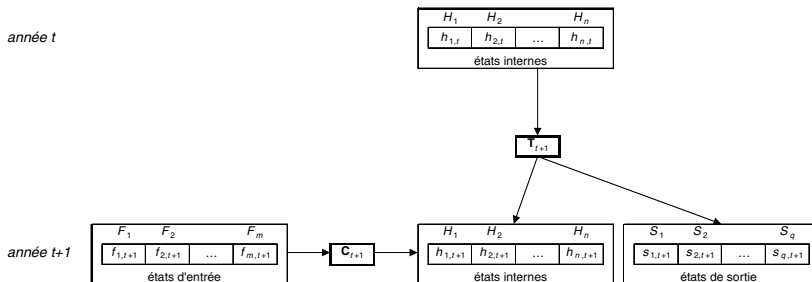 H1 H2 Hn
année t h1,t h2,t ... hn,t
états internes
Tt+1
F1 F2 Fm H1 H2 Hn S1 S2 Sq
année t+1 f1,t+1 f2,t+1 ... fm,t+1 Ct+1 h1,t+1 h2,t+1 ... hn,t+1 s1,t+1 s2,t+1 ... sq,t+1
états d'entrée états internes états de sortie